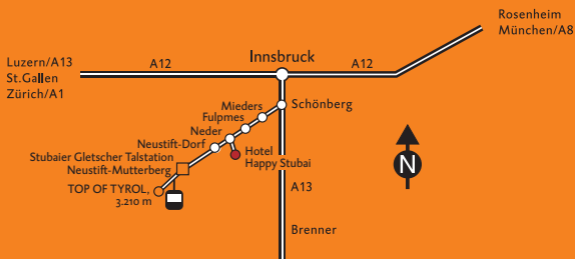 Rosenheim
München/A8
Innsbruck
Luzern/A13
St.Gallen
Zürich/A1
A12
A12
Mieders
Schönberg
Fulpmes
Neder
Neustift-Dorf
Hotel
Happy Stubai
Stubaier Gletscher Talstation
Neustift-Mutterberg
TOP OF TYROL,
3.210 m
A13
N
Brenner